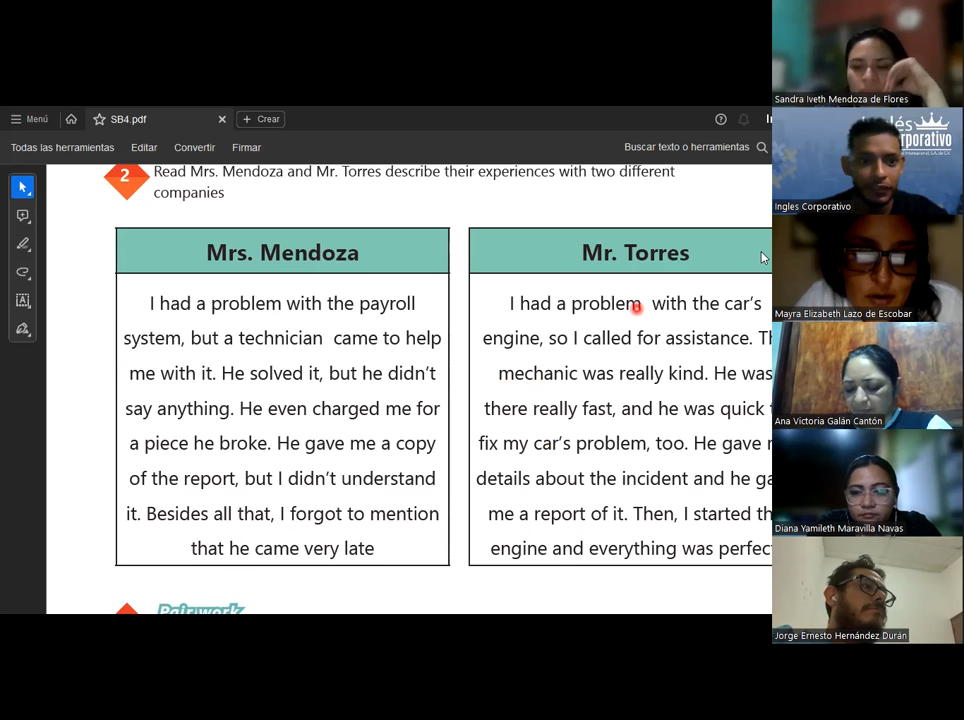 Menú
SB4.pdf
Crear
Todas las herramientas
Editar
Convertir
Firmar
Buscar texto o herramientas
2
Read Mrs. Mendoza and Mr. Torres describe their experiences with two different
companies
Mrs. Mendoza
I had a problem with the payroll
system, but a technician came to help
me with it. He solved it, but he didn't
say anything. He even charged me for
a piece he broke. He gave me a copy
of the report, but I didn't understand
it. Besides all that, I forgot to mention
that he came very late
Mr. Torres
I had a problem with the car's
engine, so I called for assistance.
mechanic was really kind. He was
there really fast, and he was quick
fix my car's problem, too. He gave
details about the incident and he
me a report of it. Then, I started
engine and everything was perfect
Pair work
Sandra Iveth Mendoza de Flores
Ingles Corporativo
Mayra Elizabeth Lazo de Escobar
Ana Victoria Galán Cantón
Diana Yamileth Maravilla Navas
Jorge Ernesto Hernández Durán